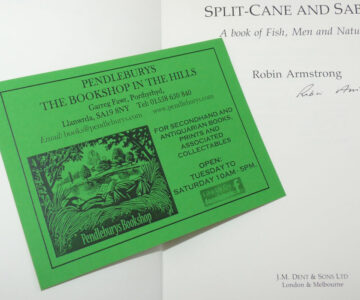 SPLIT-CANE AND SAB
A book of Fish, Men and Natu
Robin Armstrong
PENDLEBURYS
THE BOOKSHOP IN THE HILLS
Garreg Fawr, Porthyrhyd,
Llanwrda, SA19 8NY Tel 01558 650 840
Email: books@pendleburys.com www.pendleburys.com
FOR SECONDHAND AND
ANTIQUARIAN BOOKS,
PRINTS AND
ASSOCIATED
COLLECTABLES
OPEN:
TUESDAY TO
SATURDAY 10AM - 5PM.
Pendleburys Bookshop
J.M. DENT & SONS LTD
London & Melbourne